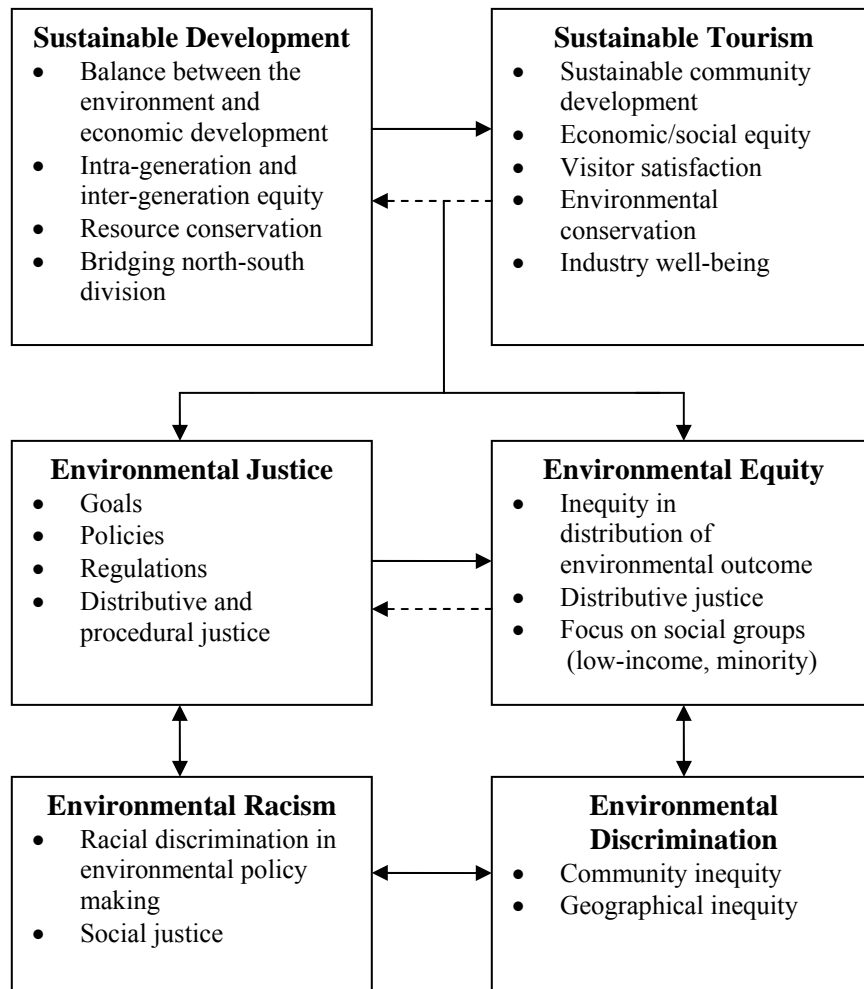 Sustainable Development
• Balance between the
environment and
economic development
• Intra-generation and
inter-generation equity
• Resource conservation
• Bridging north-south
division
Sustainable Tourism
• Sustainable community
development
• Economic/social equity
• Visitor satisfaction
• Environmental
conservation
• Industry well-being
Environmental Justice
• Goals
• Policies
• Regulations
• Distributive and
procedural justice
Environmental Equity
• Inequity in
distribution of
environmental outcome
• Distributive justice
• Focus on social groups
(low-income, minority)
Environmental Racism
• Racial discrimination in
environmental policy
making
• Social justice
Environmental
Discrimination
• Community inequity
• Geographical inequity